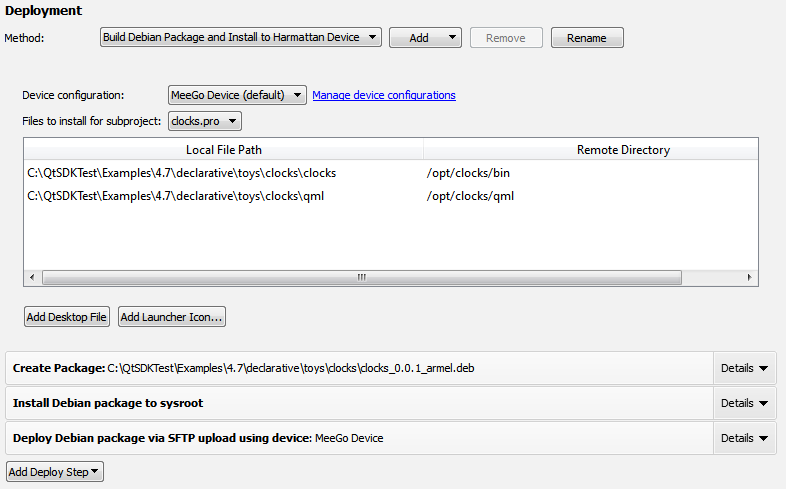 Deployment
Method: Build Debian Package and Install to Harmattan Device Add Remove Rename
Device configuration: MeeGo Device (default) Manage device configurations
Files to install for subproject: clocks.pro
Local File Path Remote Directory
C:\QtSDKTest\Examples\4.7\declarative\toys\clocks\clocks /opt/clocks/bin
C:\QtSDKTest\Examples\4.7\declarative\toys\clocks\qml /opt/clocks/qml
Add Desktop File Add Launcher Icon...
Create Package: C:\QtSDKTest\Examples\4.7\declarative\toys\clocks\clocks_0.0.1_armel.deb Details
Install Debian package to sysroot Details
Deploy Debian package via SFTP upload using device: MeeGo Device Details
Add Deploy Step